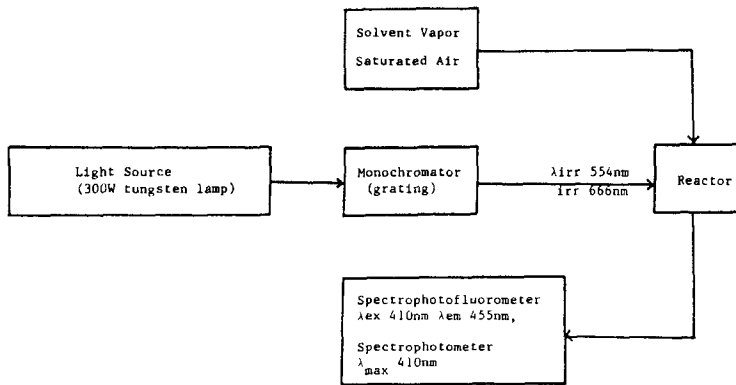 Solvent Vapor
Saturated Air
Light Source
(300W tungsten lamp)
Monochromator
(grating)
λirr 554nm
irr 666nm
Reactor
Spectrophotofluorometer
λex 410nm λem 455nm,
Spectrophotometer
λmax 410nm